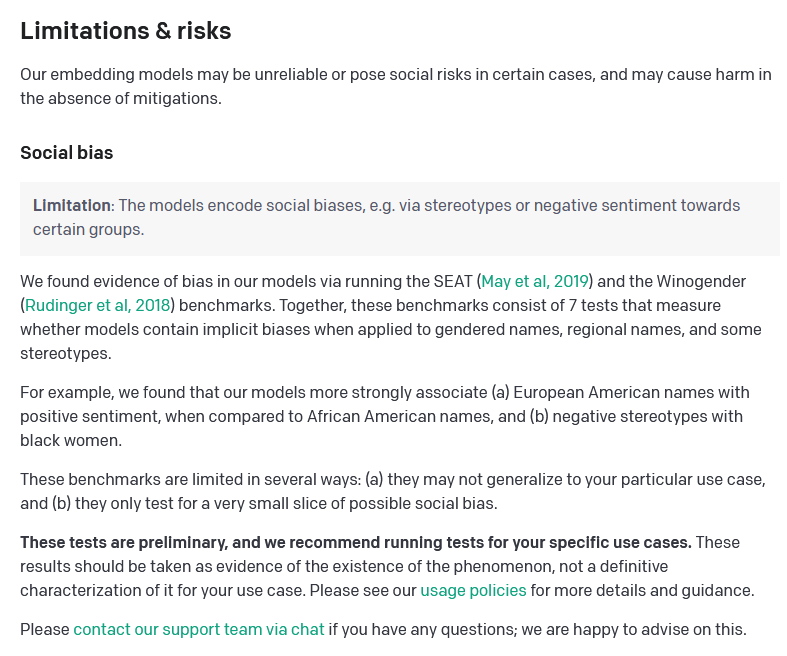 Limitations & risks
Our embedding models may be unreliable or pose social risks in certain cases, and may cause harm in
the absence of mitigations.
Social bias
Limitation: The models encode social biases, e.g. via stereotypes or negative sentiment towards
certain groups.
We found evidence of bias in our models via running the SEAT (May et al, 2019) and the Winogender
(Rudinger et al, 2018) benchmarks. Together, these benchmarks consist of 7 tests that measure
whether models contain implicit biases when applied to gendered names, regional names, and some
stereotypes.
For example, we found that our models more strongly associate (a) European American names with
positive sentiment, when compared to African American names, and (b) negative stereotypes with
black women.
These benchmarks are limited in several ways: (a) they may not generalize to your particular use case,
and (b) they only test for a very small slice of possible social bias.
These tests are preliminary, and we recommend running tests for your specific use cases. These
results should be taken as evidence of the existence of the phenomenon, not a definitive
characterization of it for your use case. Please see our usage policies for more details and guidance.
Please contact our support team via chat if you have any questions; we are happy to advise on this.